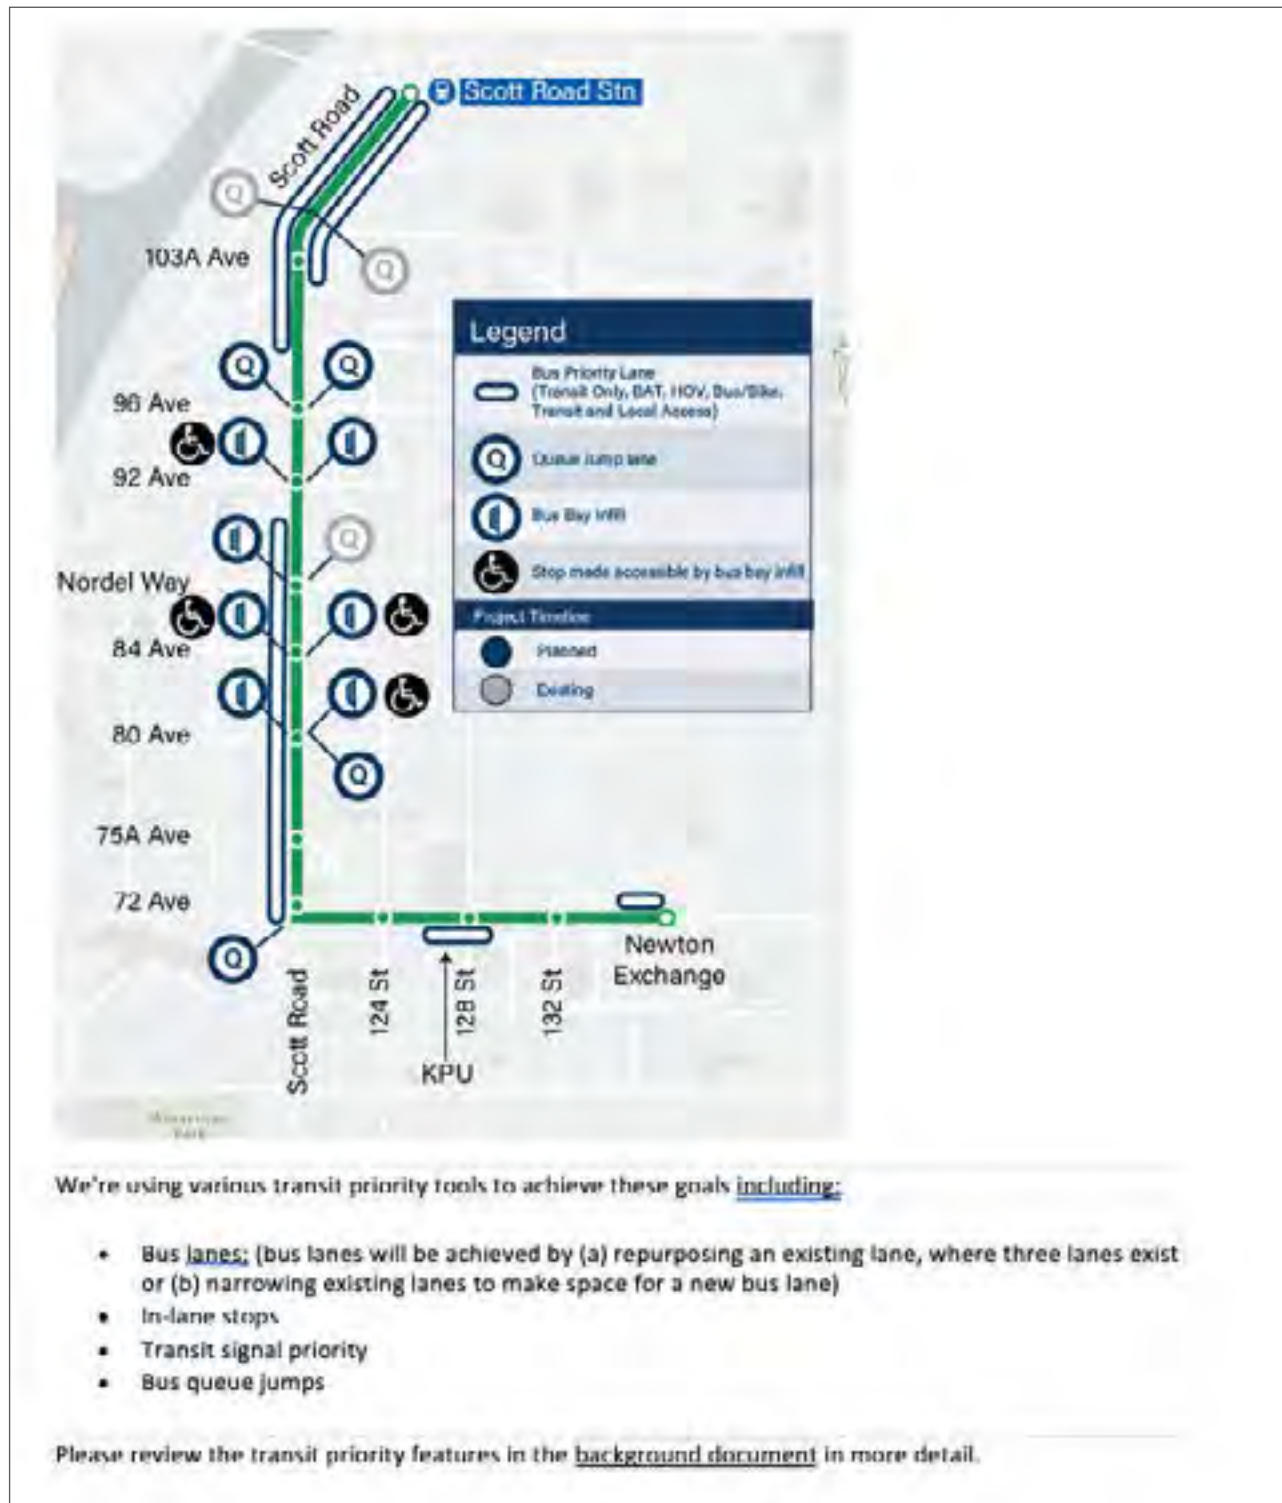 Scott Road Stn
Scott Road
Q
Q
103A Ave
Legend
Bus Priority Lane
(Transit Only, BAT, HOV, Bus/Bike,
Transit and Local Access)
Q
Queue jump lane
Bus Bay Infill
Stop made accessible by bus bay infill
Project Timeline
Planned
Existing
Q
Q
96 Ave
92 Ave
Q
Nordel Way
84 Ave
80 Ave
Q
75A Ave
72 Ave
Q
Newton
Exchange
Scott Road
124 St
128 St
132 St
KPU
Park
We're using various transit priority tools to achieve these goals including:
• Bus lanes: (bus lanes will be achieved by (a) repurposing an existing lane, where three lanes exist
or (b) narrowing existing lanes to make space for a new bus lane)
• In-lane stops
• Transit signal priority
• Bus queue jumps
Please review the transit priority features in the background document in more detail.